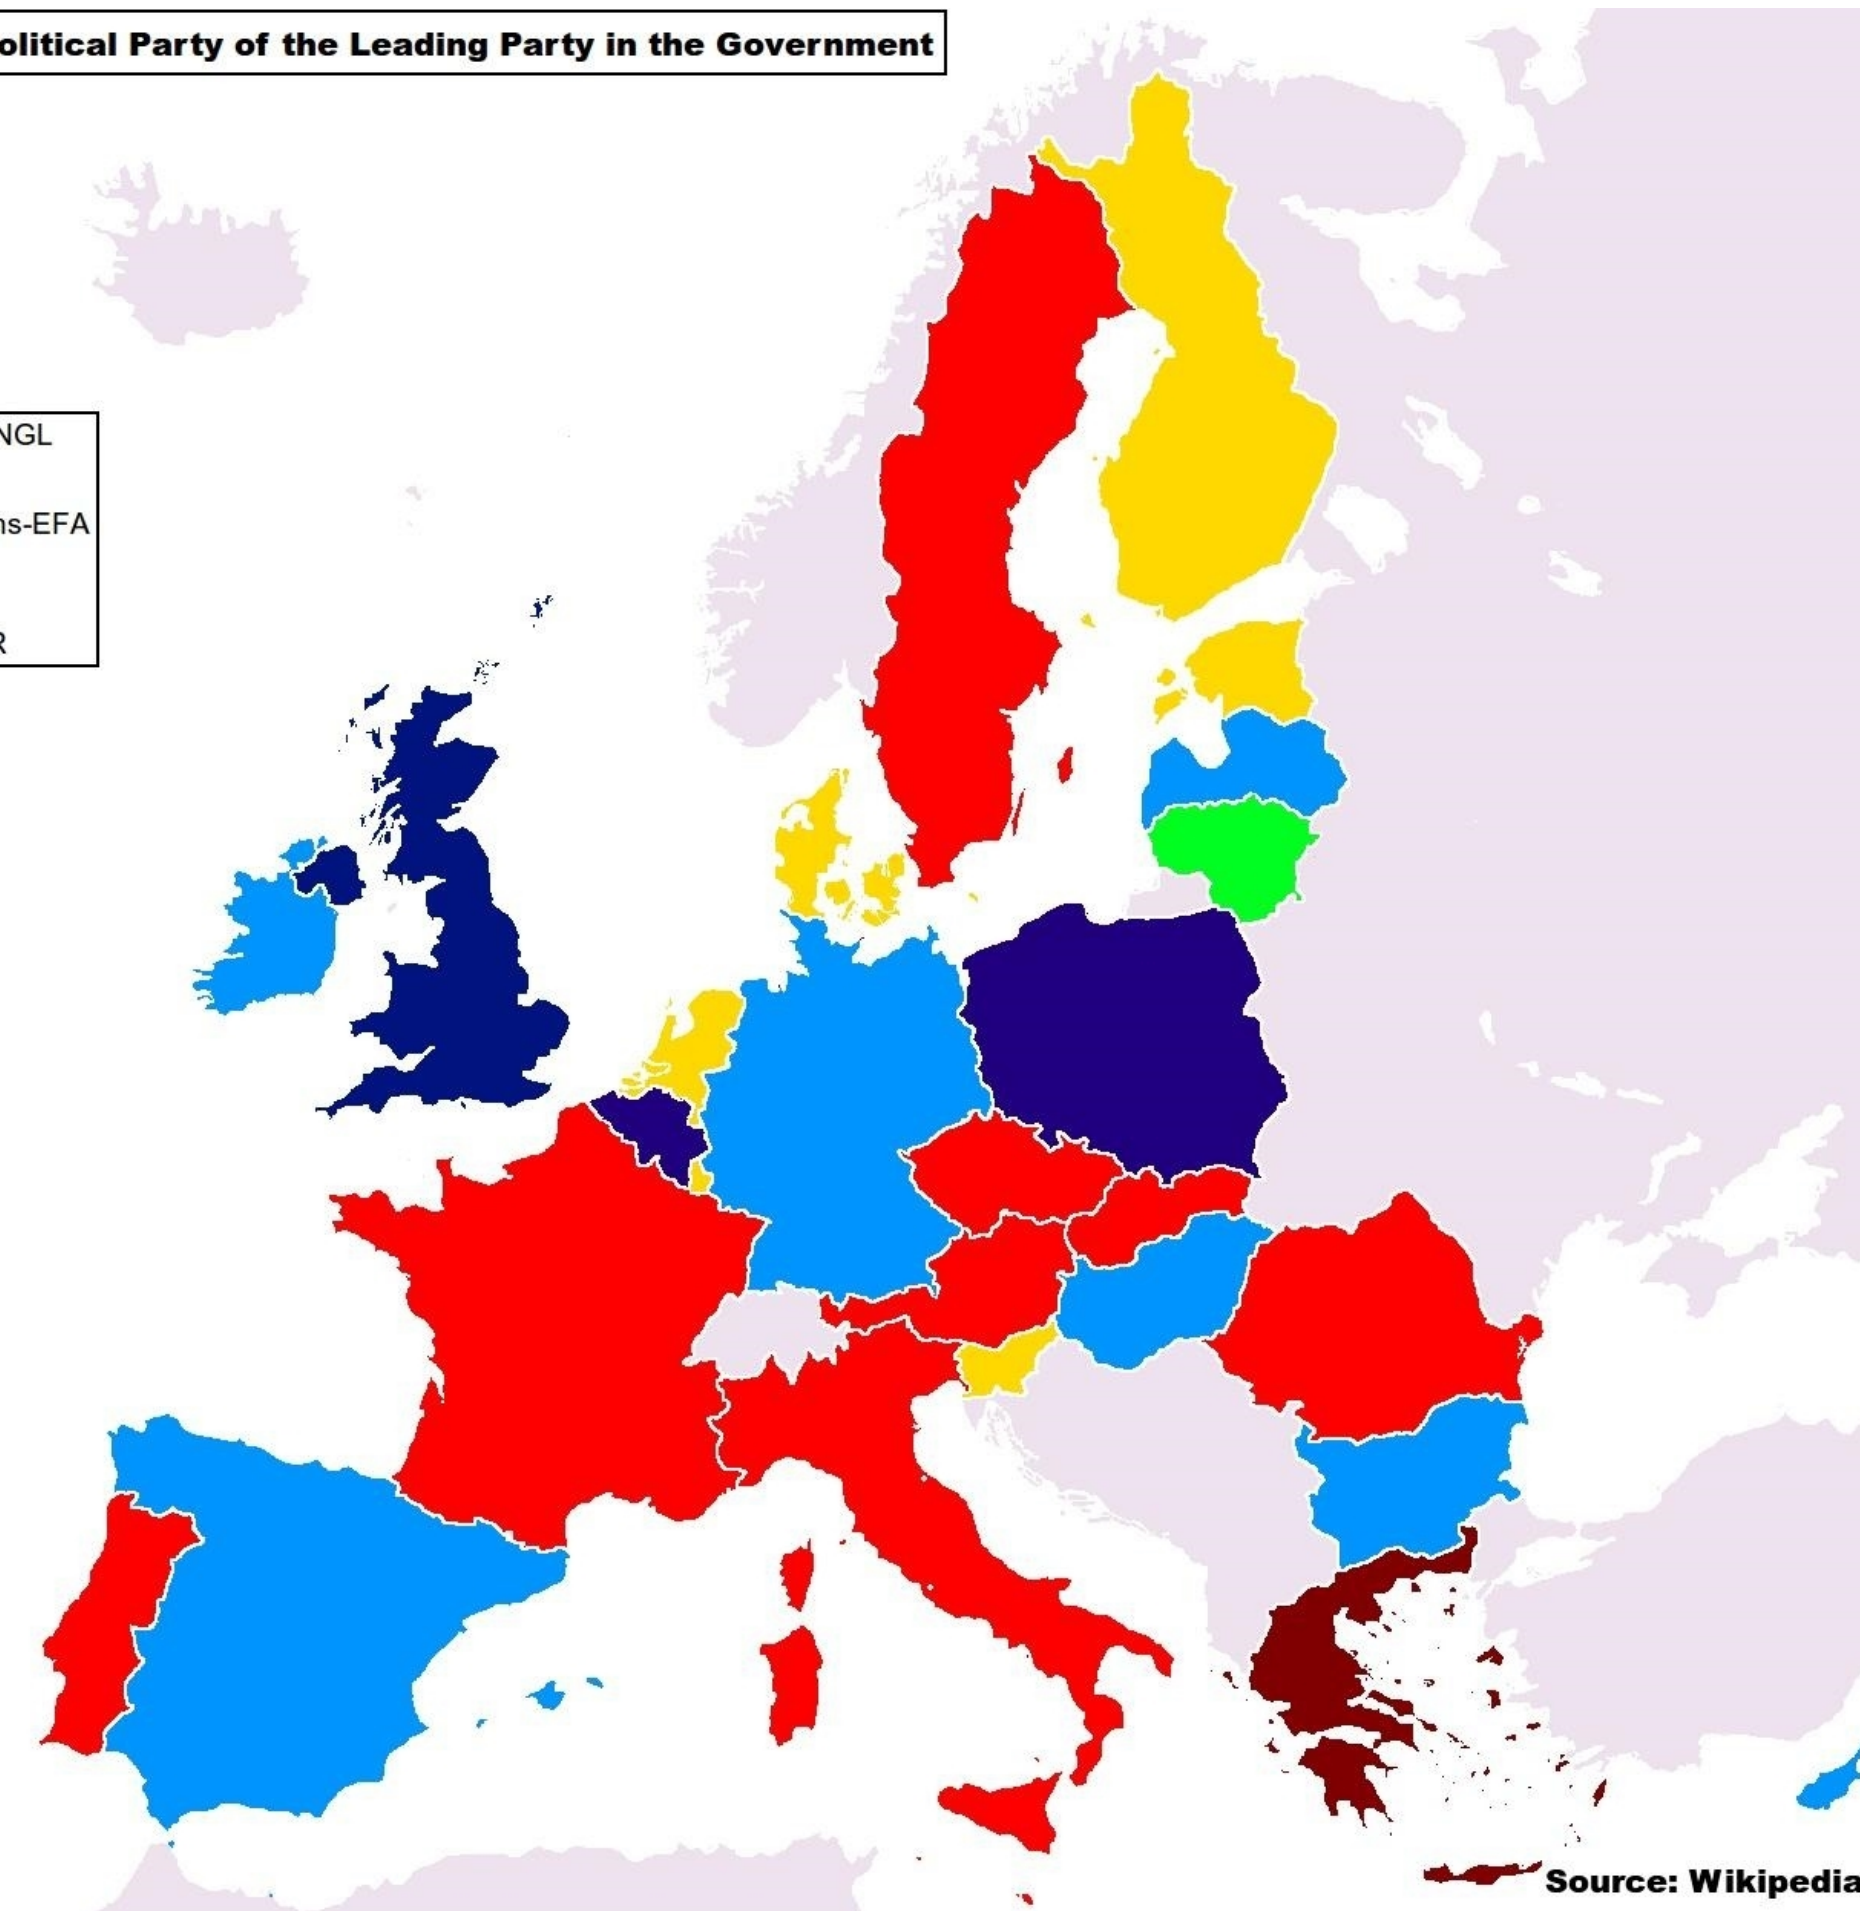 olitical Party of the Leading Party in the Government
NGL
ns-EFA
R
Source: Wikipedia